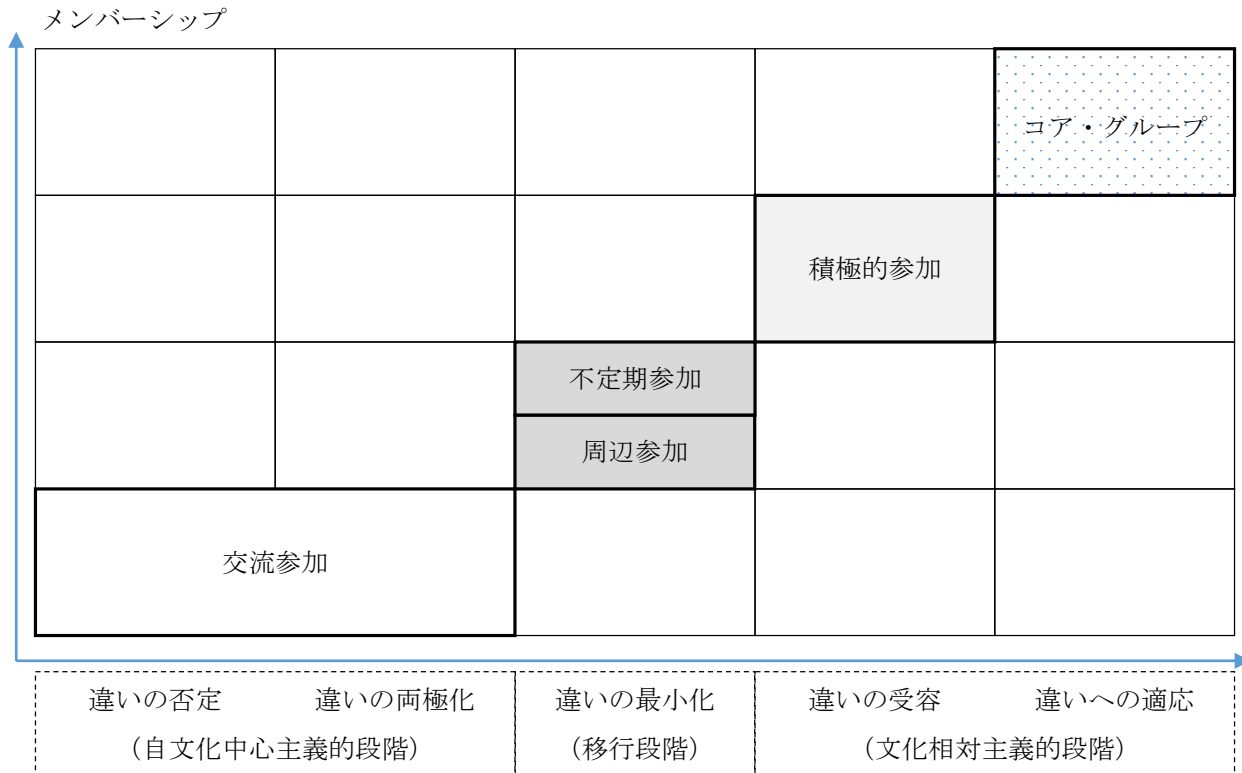 メンバーシップ
コア・グループ
積極的参加
不定期参加
周辺参加
交流参加
違いの否定 違いの両極化 違いの最小化 違いの受容 違いへの適応
（自文化中心主義的段階） （移行段階） （文化相対主義的段階）